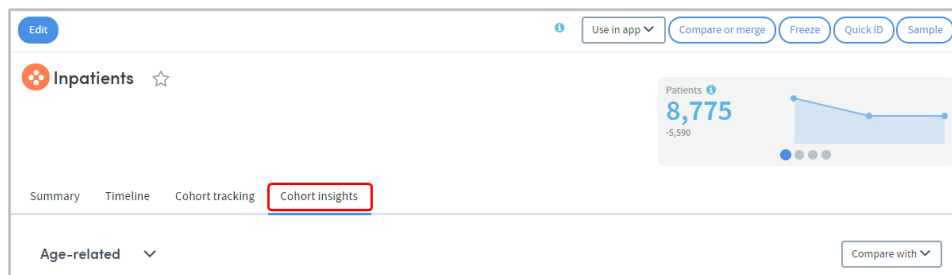 Edit
Use in app
Compare or merge
Freeze
Quick ID
Sample
Inpatients
Patients
8,775
-5,590
Summary
Timeline
Cohort tracking
Cohort insights
Age-related
Compare with